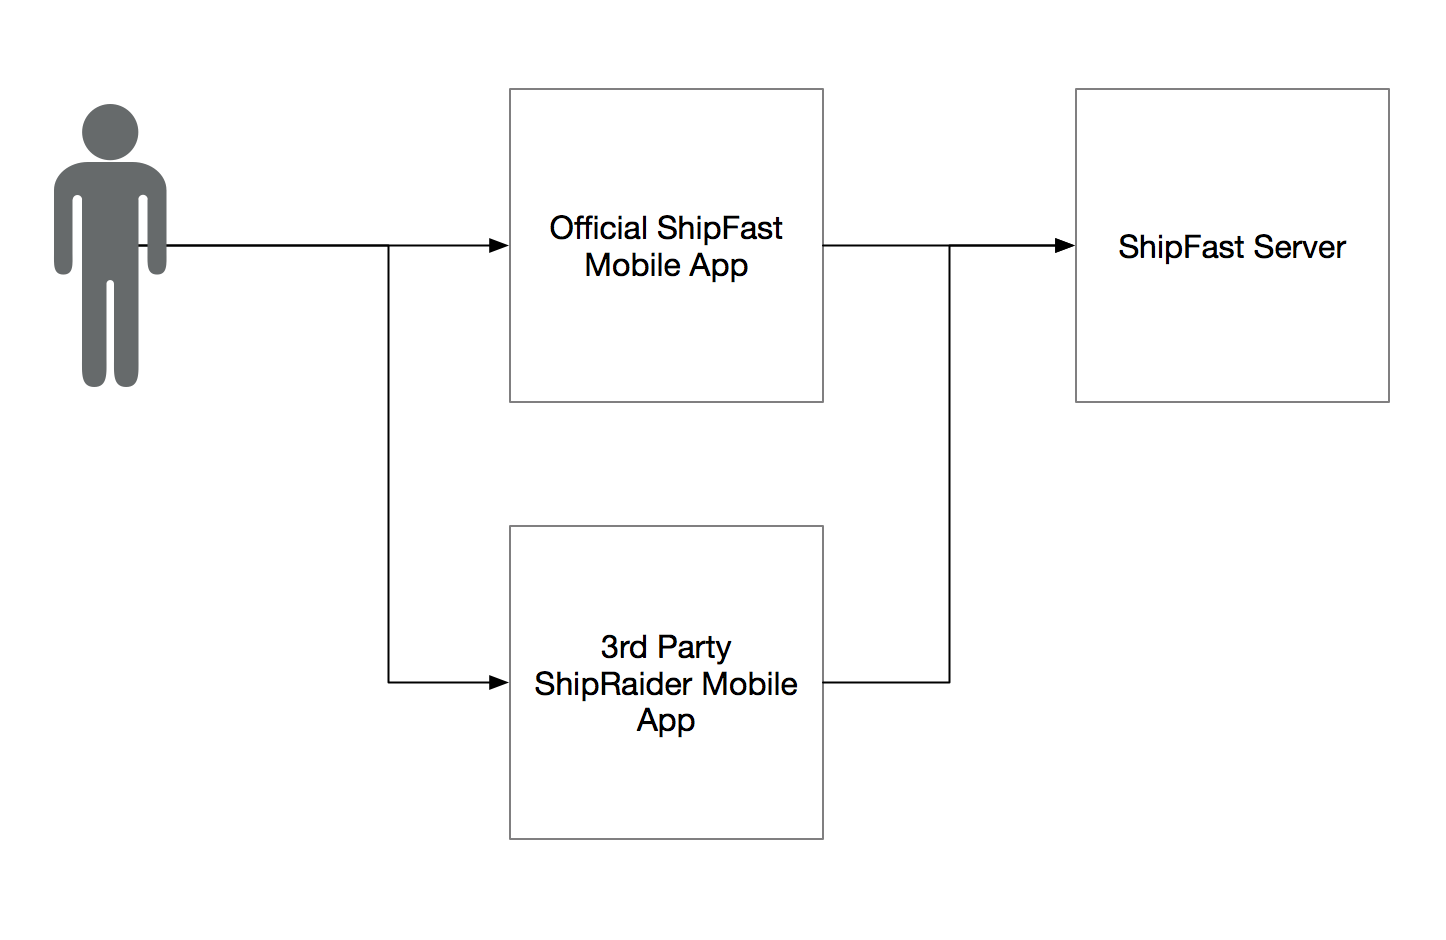 Official ShipFast
Mobile App
ShipFast Server
3rd Party
ShipRaider Mobile
App